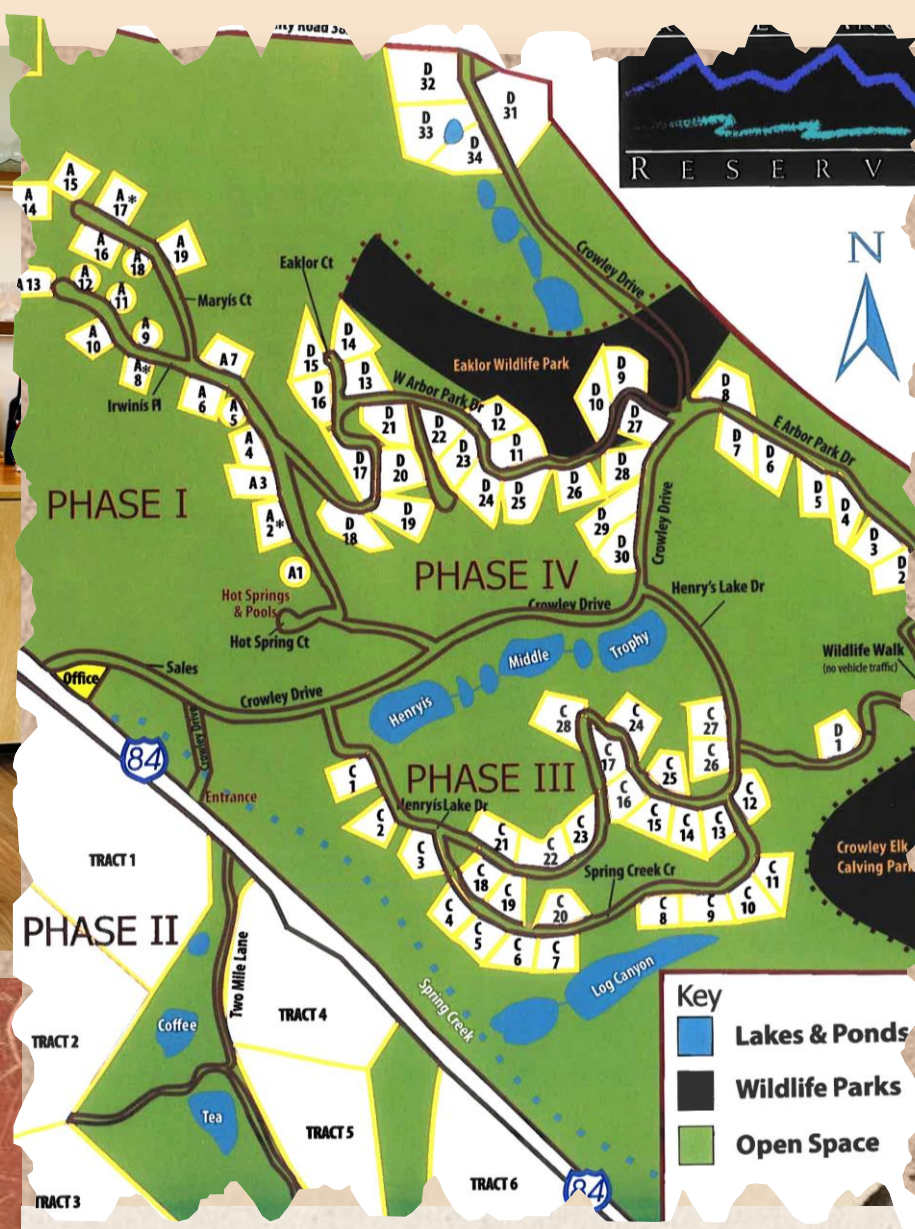 D
32
D
31
D
33
D
34
RESERV
A
15
A
14
A*
17
A
16
A
18
A
19
A 13
A
12
A
11
A
10
A
9
A*
8
Maryís Ct
Irwinís Pl
A 7
A
6
A
5
A
4
A 3
A
2*
A1
Eaklor Ct
D
14
D
15
D
13
D
16
W Arbor Park Dr
Eaklor Wildlife Park
Crowley Drive
N
D
9
D
10
D
8
D
27
D
12
D
11
D
21
D
22
D
23
D
17
D
20
D
24
D
25
D
26
D
28
D
18
D
19
D
29
D
30
D
7
D
6
D
5
D
4
D
3
D
2
E Arbor Park Dr
Crowley Drive
PHASE I
PHASE IV
Hot Springs
& Pools
Hot Spring Ct
Crowley Drive
Henry's Lake Dr
Wildlife Walk
(no vehicle traffic)
Office
Sales
Crowley Drive
Crowley Drive
Entrance
84
Henryís
Middle
Trophy
C
28
C
24
C
27
C
26
D
1
C
17
C
25
C
16
C
15
C
14
C
13
C
12
C
1
C
2
C
3
PHASE III
Henryís Lake Dr
C
21
C
22
C
23
C
18
C
19
C
20
C
4
C
5
C
6
C
7
Spring Creek Cr
C
8
C
9
C
10
C
11
Crowley Elk
Calving Park
TRACT 1
PHASE II
TRACT 2
TRACT 3
Coffee
Tea
Two Mile Lane
TRACT 4
TRACT 5
TRACT 6
Spring Creek
Log Canyon
84
Key
Lakes & Ponds
Wildlife Parks
Open Space